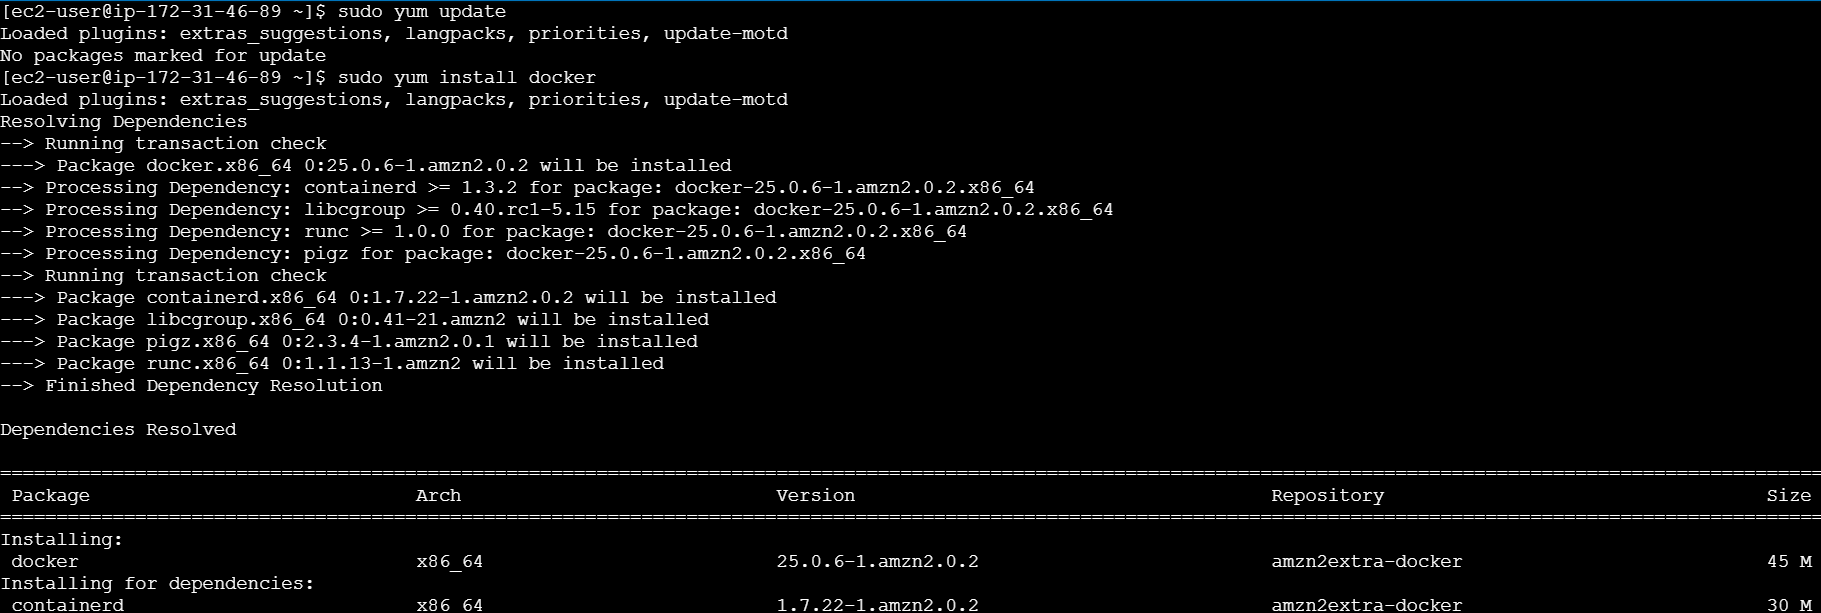 [ec2-user@ip-172-31-46-89 ~]$ sudo yum update
Loaded plugins: extras_suggestions, langpacks, priorities, update-motd
No packages marked for update
[ec2-user@ip-172-31-46-89 ~]$ sudo yum install docker
Loaded plugins: extras_suggestions, langpacks, priorities, update-motd
Resolving Dependencies
--> Running transaction check
---> Package docker.x86_64 0:25.0.6-1.amzn2.0.2 will be installed
--> Processing Dependency: containerd >= 1.3.2 for package: docker-25.0.6-1.amzn2.0.2.x86_64
--> Processing Dependency: libcgroup >= 0.40.rc1-5.15 for package: docker-25.0.6-1.amzn2.0.2.x86_64
--> Processing Dependency: runc >= 1.0.0 for package: docker-25.0.6-1.amzn2.0.2.x86_64
--> Processing Dependency: pigz for package: docker-25.0.6-1.amzn2.0.2.x86_64
--> Running transaction check
---> Package containerd.x86_64 0:1.7.22-1.amzn2.0.2 will be installed
---> Package libcgroup.x86_64 0:0.41-21.amzn2 will be installed
---> Package pigz.x86_64 0:2.3.4-1.amzn2.0.1 will be installed
---> Package runc.x86_64 0:1.1.13-1.amzn2 will be installed
--> Finished Dependency Resolution
Dependencies Resolved
Package Arch Version Repository Size
Installing:
docker x86_64 25.0.6-1.amzn2.0.2 amzn2extra-docker 45 M
Installing for dependencies:
containerd x86_64 1.7.22-1.amzn2.0.2 amzn2extra-docker 30 M